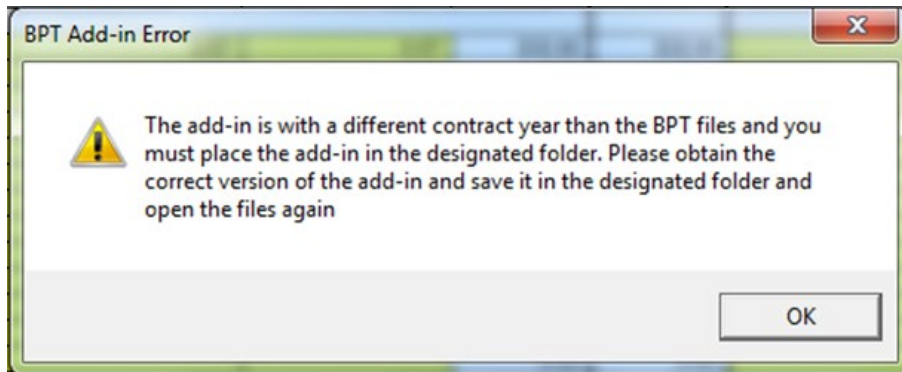 BPT Add-in Error
The add-in is with a different contract year than the BPT files and you
must place the add-in in the designated folder. Please obtain the
correct version of the add-in and save it in the designated folder and
open the files again
OK